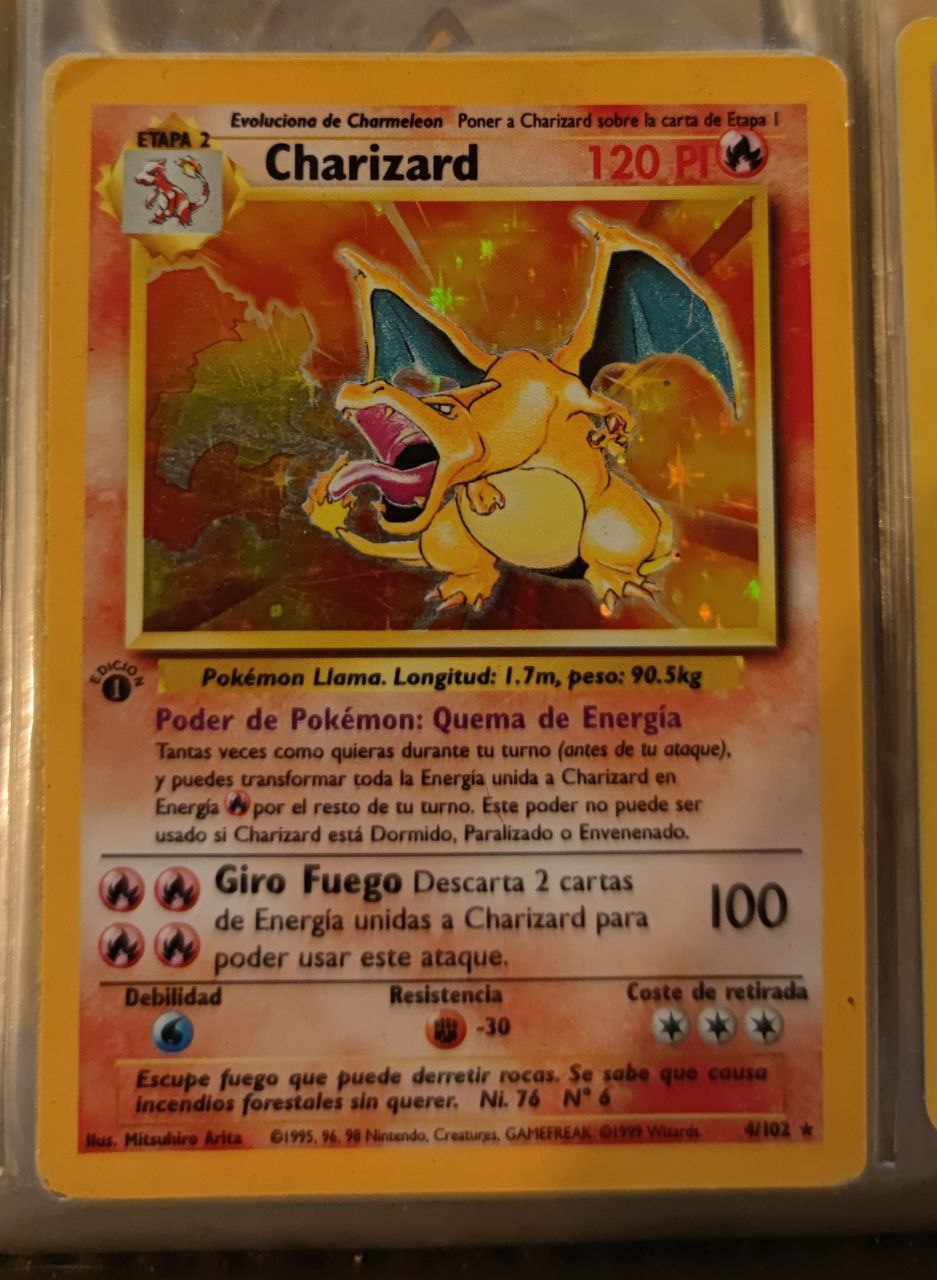 Evoluciona de Charmeleon Poner a Charizard sobre la carta de Etapa 1
ETAPA 2
Charizard 120 PI
EDICION 1
Pokémon Llama. Longitud: 1.7m, peso: 90.5kg
Poder de Pokémon: Quema de Energía
Tantas veces como quieras durante tu turno (antes de tu ataque),
y puedes transformar toda la Energía unida a Charizard en
Energía por el resto de tu turno. Este poder no puede ser
usado si Charizard está Dormido, Paralizado o Envenenado.
Giro Fuego Descarta 2 cartas
de Energía unidas a Charizard para
poder usar este ataque.
100
Debilidad Resistencia Coste de retirada
-30
Escupe fuego que puede derretir rocas. Se sabe que causa
incendios forestales sin querer. Ni. 76 N° 6
Ilus, Mitsuhiro Arita ©1995, 96, 98 Nintendo, Creatures, GAMEFREAK. ©1999 Wizards. 4/102 ★